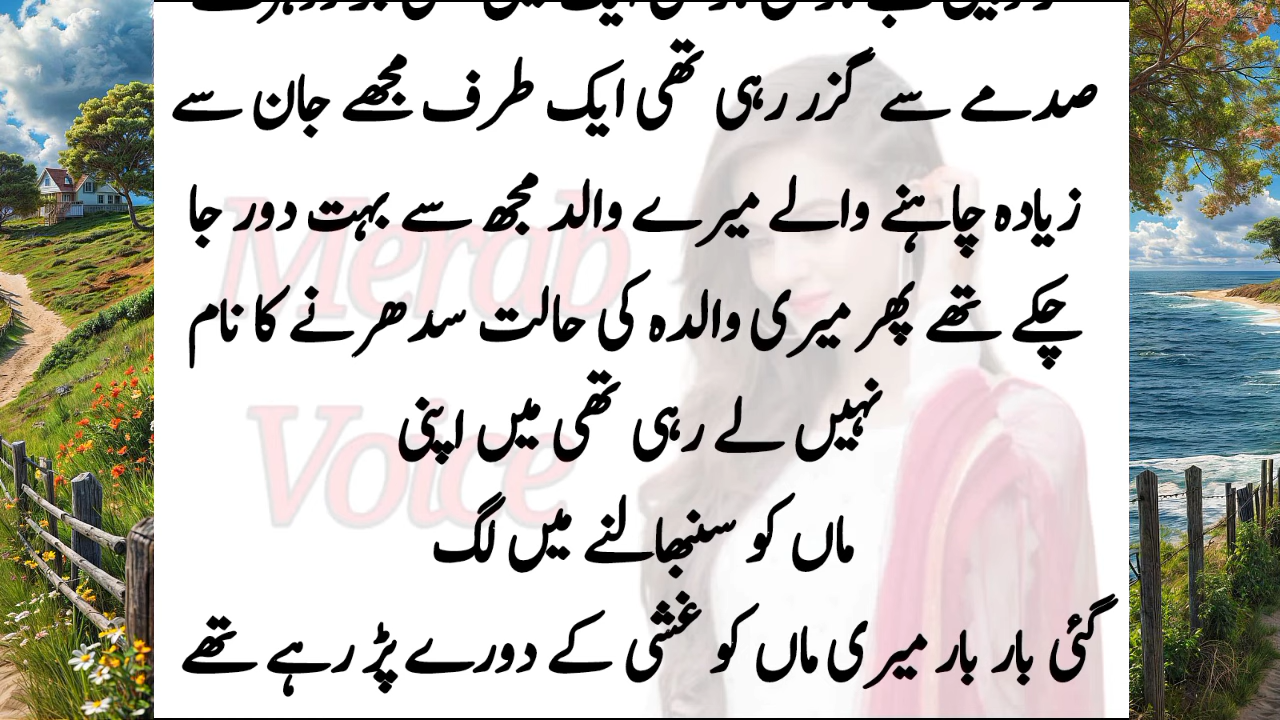 صدمے سے گزر رہی تھی ایک طرف مجھے جان سے
زیادہ چاہنے والے میرے والد مجھ سے بہت دور جا
چکے تھے پھر میری والدہ کی حالت سدھرنے کا نام
نہیں لے رہی تھی میں اپنی
ماں کو سنبھالنے میں لگ
گئی بار بار میری ماں کو غشی کے دورے پڑ رہے تھے
Merab
Voice